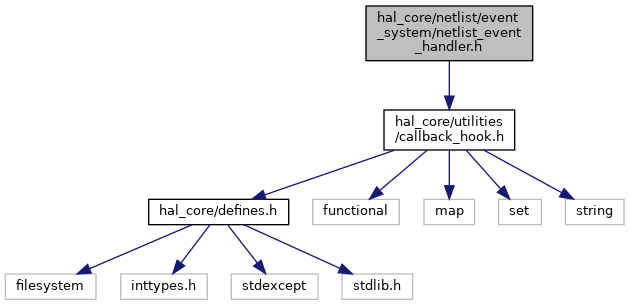 hal_core/netlist/event
_system/netlist_event
_handler.h
hal_core/utilities
/callback_hook.h
hal_core/defines.h
functional
map
set
string
filesystem
inttypes.h
stdexcept
stdlib.h